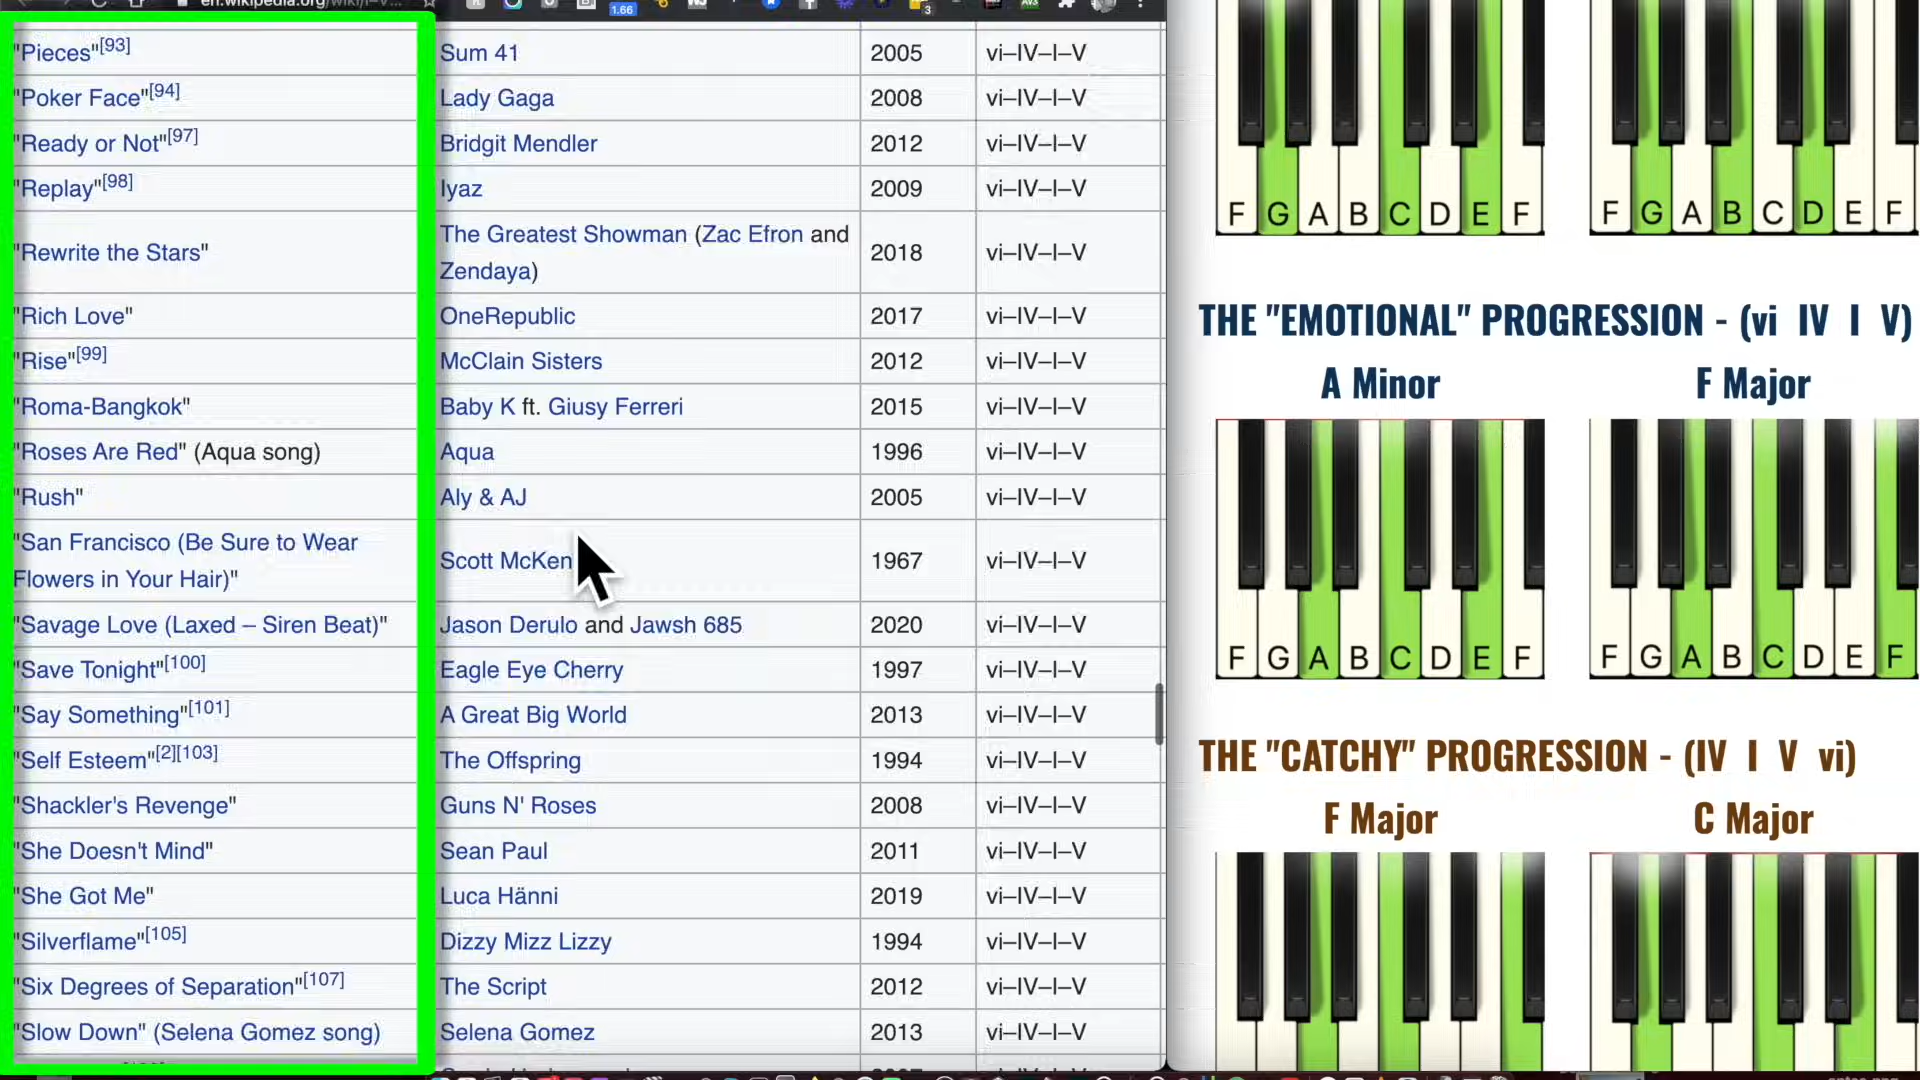 en.wikipedia.org/wiki/I–V...
1.66
3
"Pieces"[93] Sum 41 2005 vi–IV–I–V
"Poker Face"[94] Lady Gaga 2008 vi–IV–I–V
"Ready or Not"[97] Bridgit Mendler 2012 vi–IV–I–V
"Replay"[98] Iyaz 2009 vi–IV–I–V
"Rewrite the Stars" The Greatest Showman (Zac Efron and
Zendaya) 2018 vi–IV–I–V
"Rich Love" OneRepublic 2017 vi–IV–I–V
"Rise"[99] McClain Sisters 2012 vi–IV–I–V
"Roma-Bangkok" Baby K ft. Giusy Ferreri 2015 vi–IV–I–V
"Roses Are Red" (Aqua song) Aqua 1996 vi–IV–I–V
"Rush" Aly & AJ 2005 vi–IV–I–V
"San Francisco (Be Sure to Wear
Flowers in Your Hair)" Scott McKen 1967 vi–IV–I–V
"Savage Love (Laxed – Siren Beat)" Jason Derulo and Jawsh 685 2020 vi–IV–I–V
"Save Tonight"[100] Eagle Eye Cherry 1997 vi–IV–I–V
"Say Something"[101] A Great Big World 2013 vi–IV–I–V
"Self Esteem"[2][103] The Offspring 1994 vi–IV–I–V
"Shackler's Revenge" Guns N' Roses 2008 vi–IV–I–V
"She Doesn't Mind" Sean Paul 2011 vi–IV–I–V
"She Got Me" Luca Hänni 2019 vi–IV–I–V
"Silverflame"[105] Dizzy Mizz Lizzy 1994 vi–IV–I–V
"Six Degrees of Separation"[107] The Script 2012 vi–IV–I–V
"Slow Down" (Selena Gomez song) Selena Gomez 2013 vi–IV–I–V
F G A B C D E F
F G A B C D E F
THE "EMOTIONAL" PROGRESSION - (vi IV I V)
A Minor F Major
F G A B C D E F
F G A B C D E F
THE "CATCHY" PROGRESSION - (IV I V vi)
F Major C Major